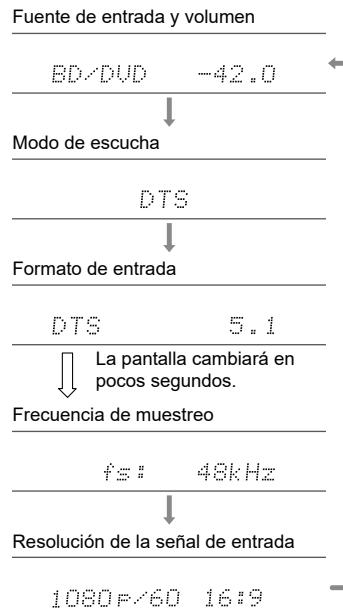 Fuente de entrada y volumen
BD/DVD -42.0
Modo de escucha
DTS
Formato de entrada
DTS 5.1
La pantalla cambiará en
pocos segundos.
Frecuencia de muestreo
fs: 48kHz
Resolución de la señal de entrada
1080p/60 16:9